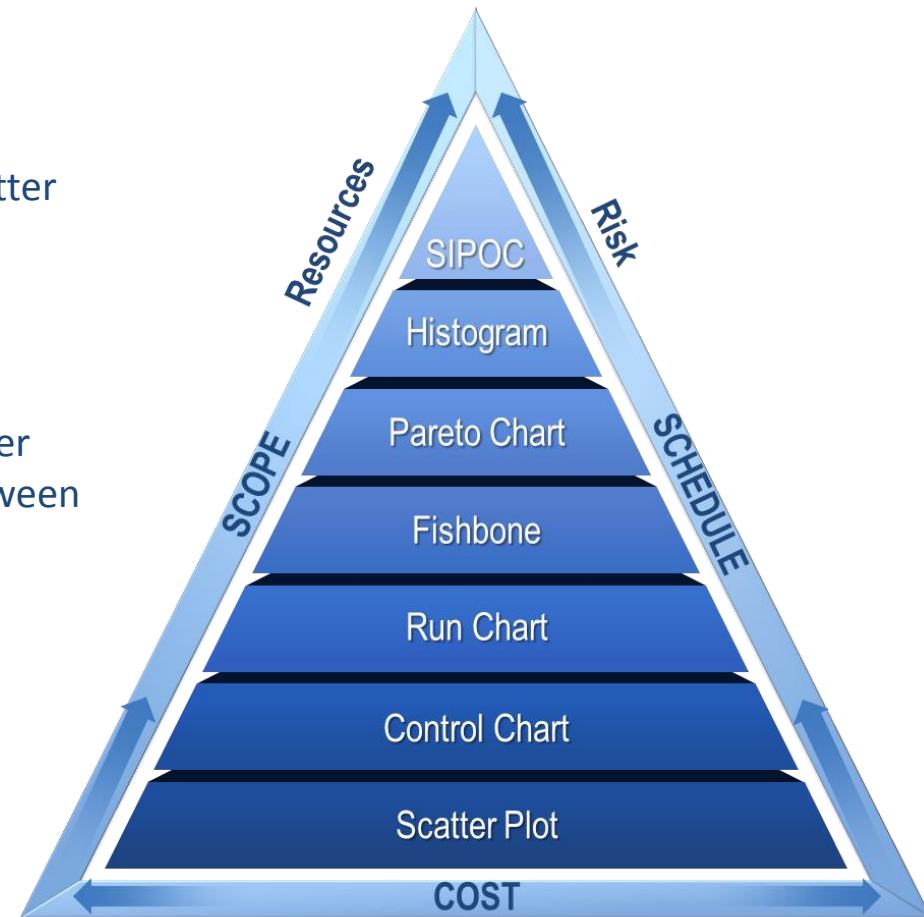 tter
er
ween
Resources
Risk
SCOPE
SCHEDULE
SIPOC
Histogram
Pareto Chart
Fishbone
Run Chart
Control Chart
Scatter Plot
COST